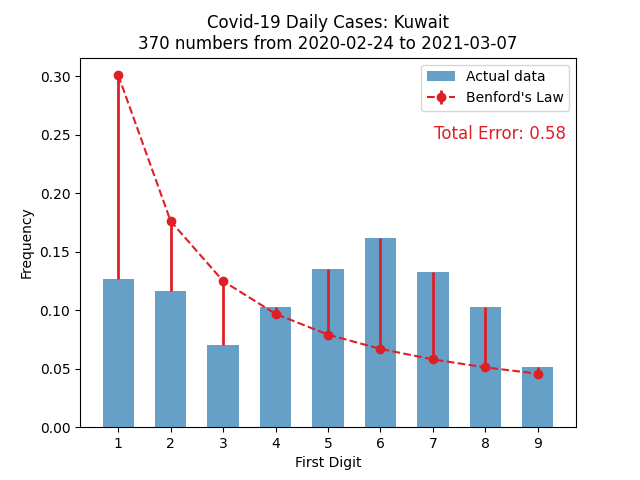 Covid-19 Daily Cases: Kuwait
370 numbers from 2020-02-24 to 2021-03-07
Actual data
Benford's Law
Total Error: 0.58
Frequency
0.30
0.25
0.20
0.15
0.10
0.05
0.00
1 2 3 4 5 6 7 8 9
First Digit